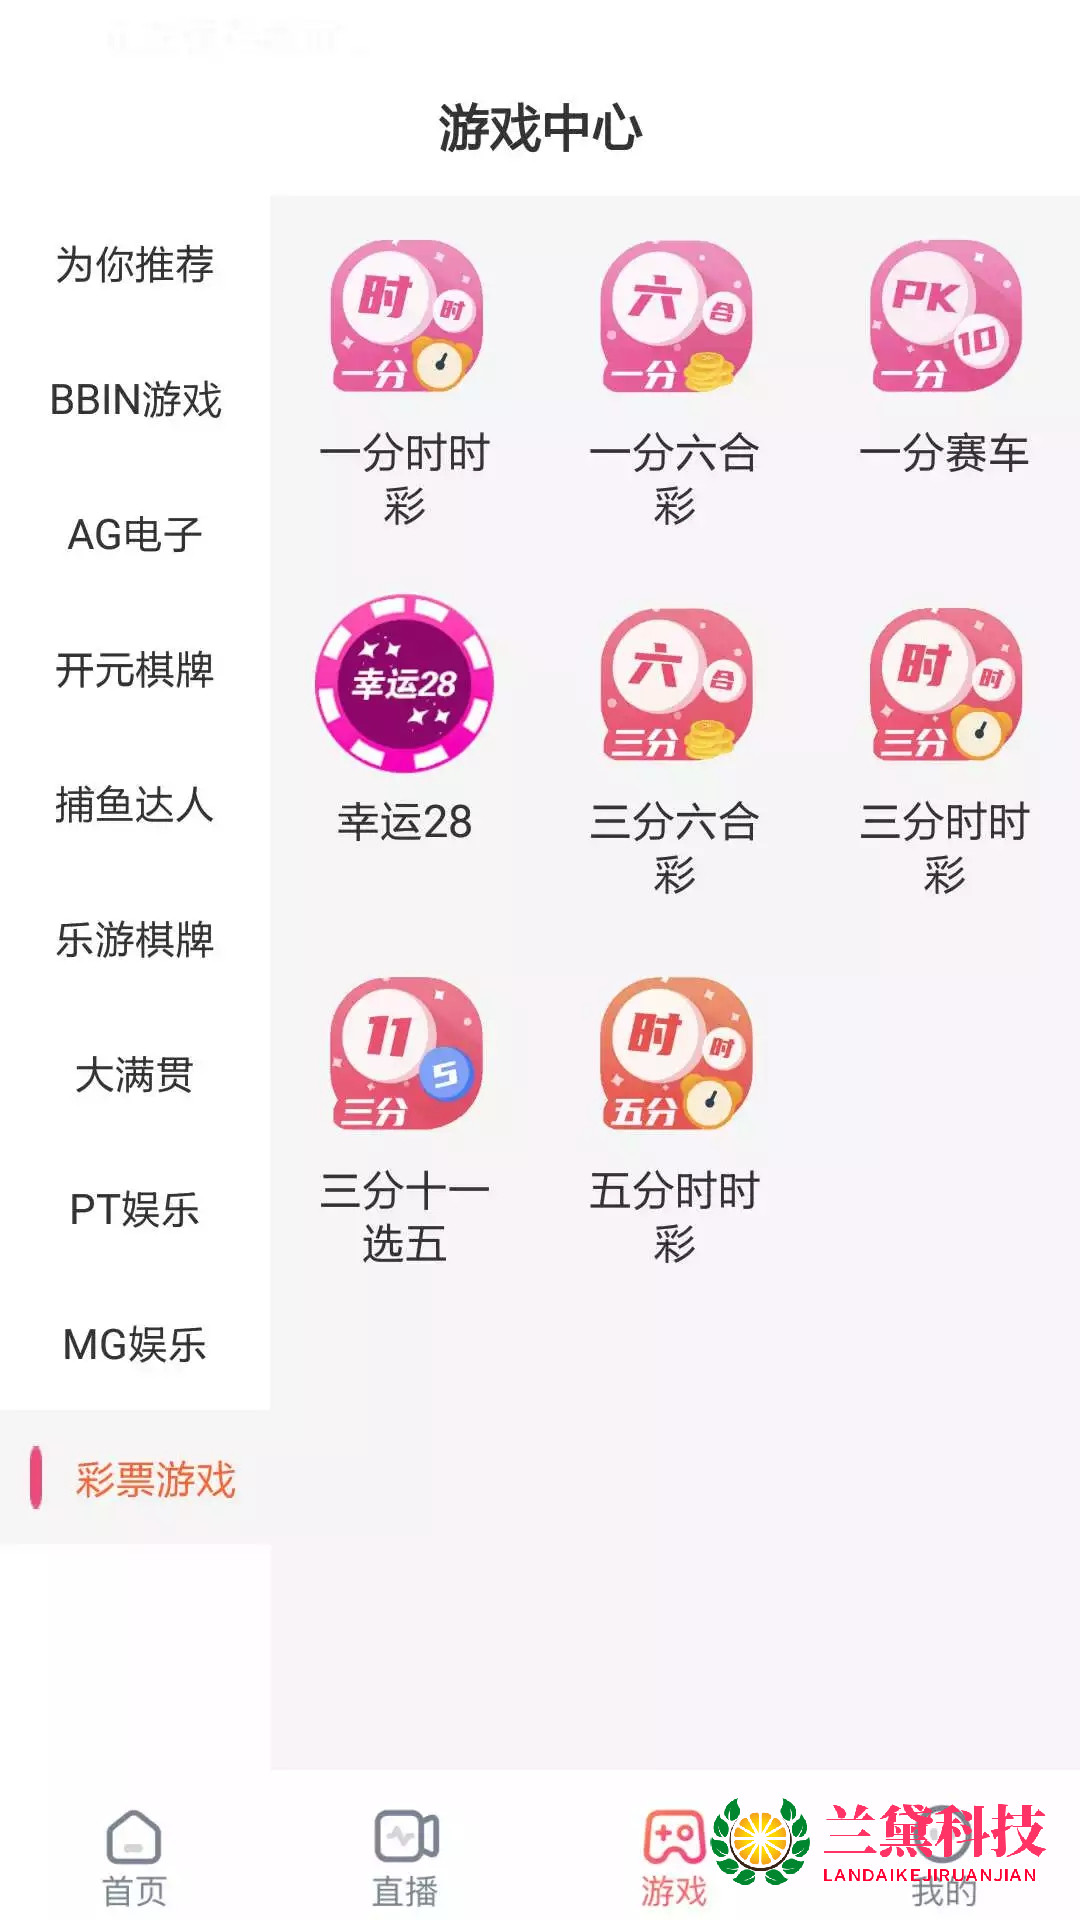 游戏中心
为你推荐
BBIN游戏
AG电子
开元棋牌
捕鱼达人
乐游棋牌
大满贯
PT娱乐
MG娱乐
彩票游戏
时 时
一分
一分时时
彩
六 合
一分
一分六合
彩
PK 10
一分
一分赛车
幸运28
幸运28
六 合
三分
三分六合
彩
时 时
三分
三分时时
彩
11 5
三分
三分十一
选五
时 时
五分
五分时时
彩
首页
直播
游戏
我的
兰黛科技
LANDAIKEJIRUANJIAN